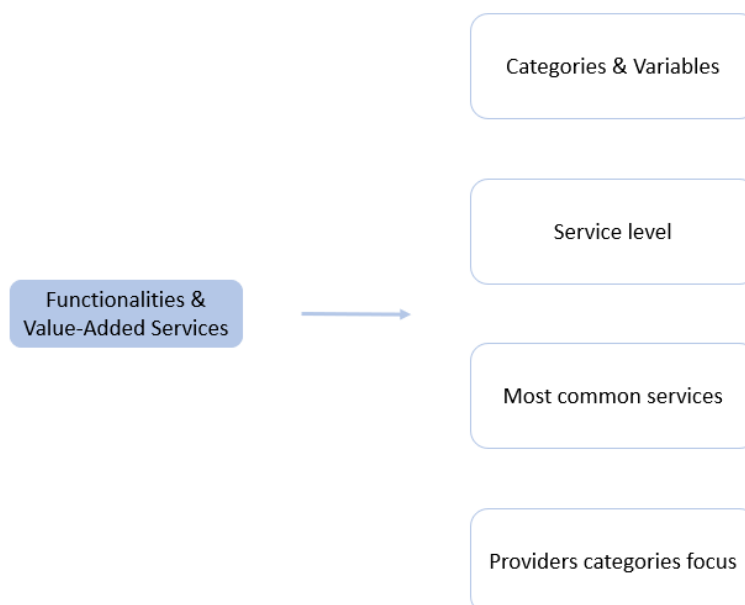 Categories & Variables
Service level
Functionalities &
Value-Added Services
Most common services
Providers categories focus